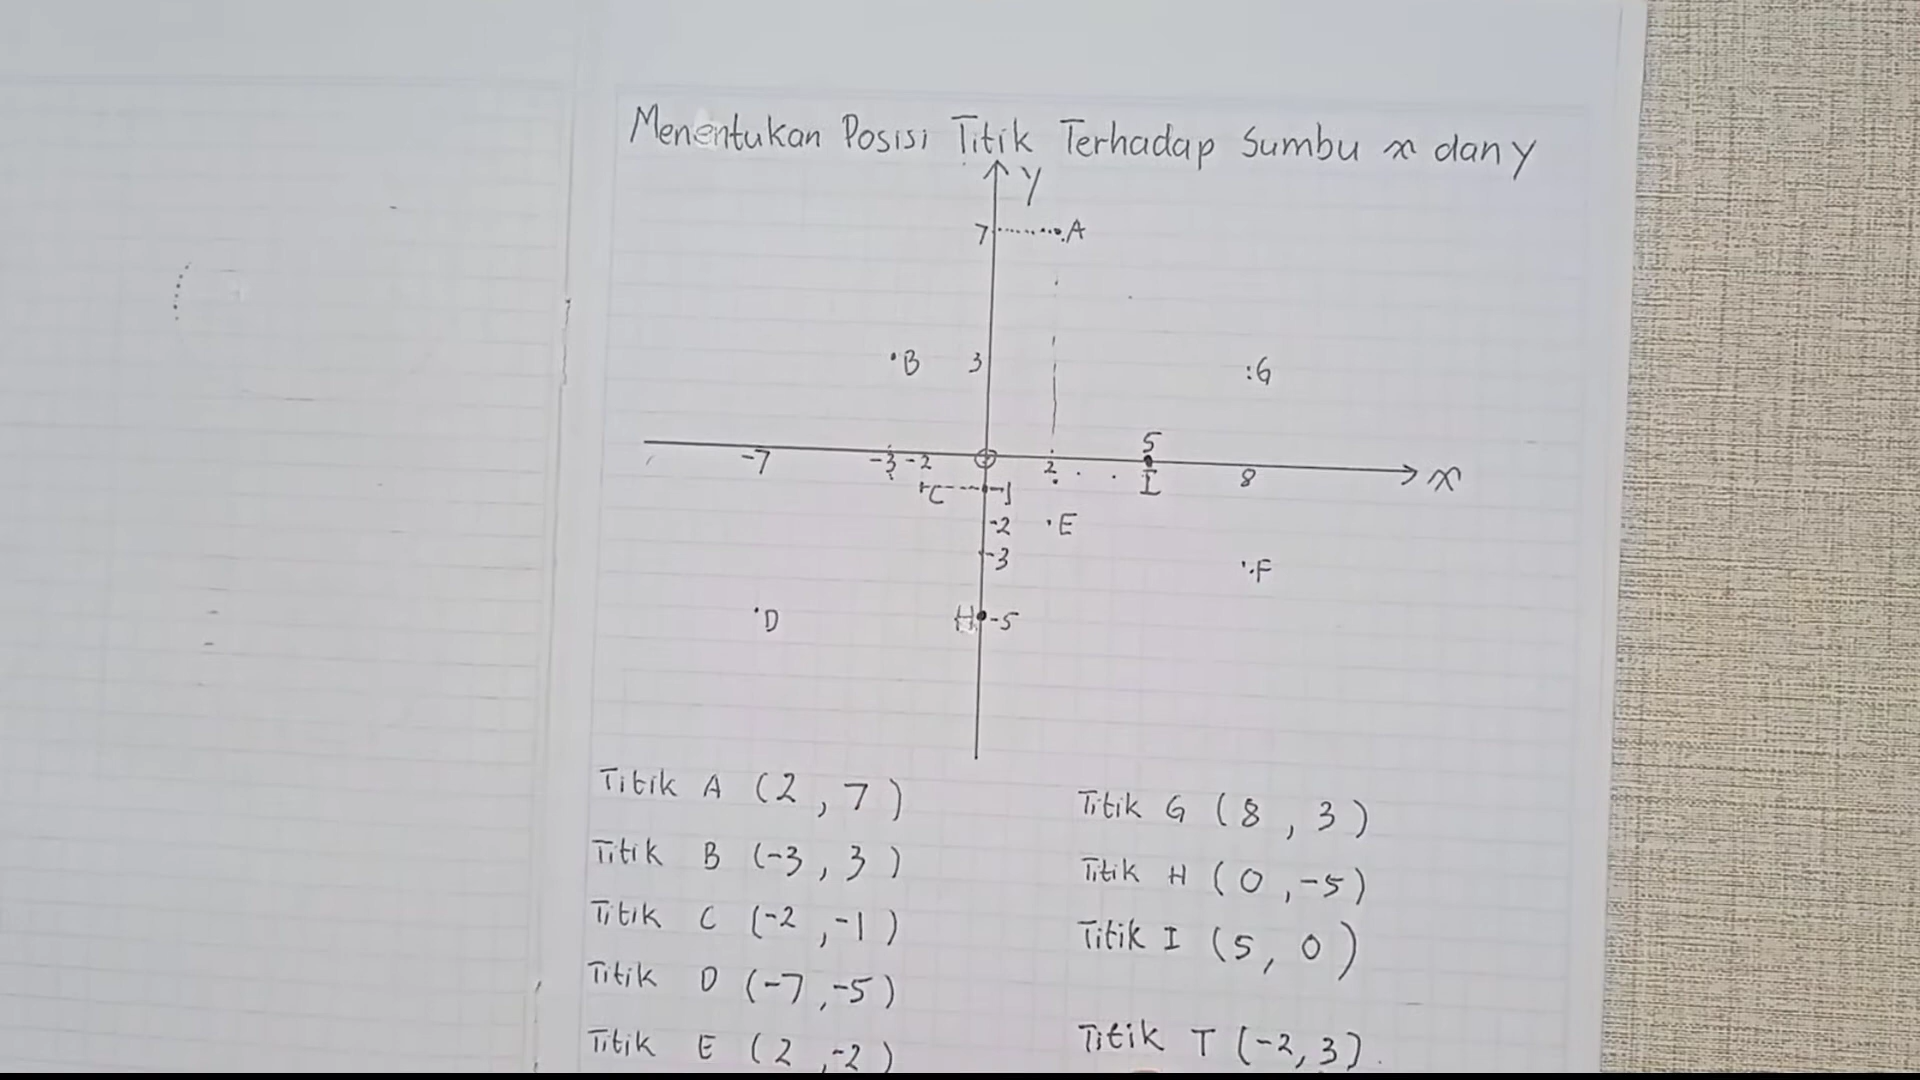 Menentukan Posisi Titik Terhadap Sumbu x dan y
Y
7 A
B 3 G
5
-7 -3 -2 0 2 I 8 x
C -1
-2 E
-3 F
D H -5
Titik A (2, 7)
Titik B (-3, 3)
Titik C (-2, -1)
Titik D (-7, -5)
Titik E (2, -2)
Titik G (8, 3)
Titik H (0, -5)
Titik I (5, 0)
Titik T (-2, 3).